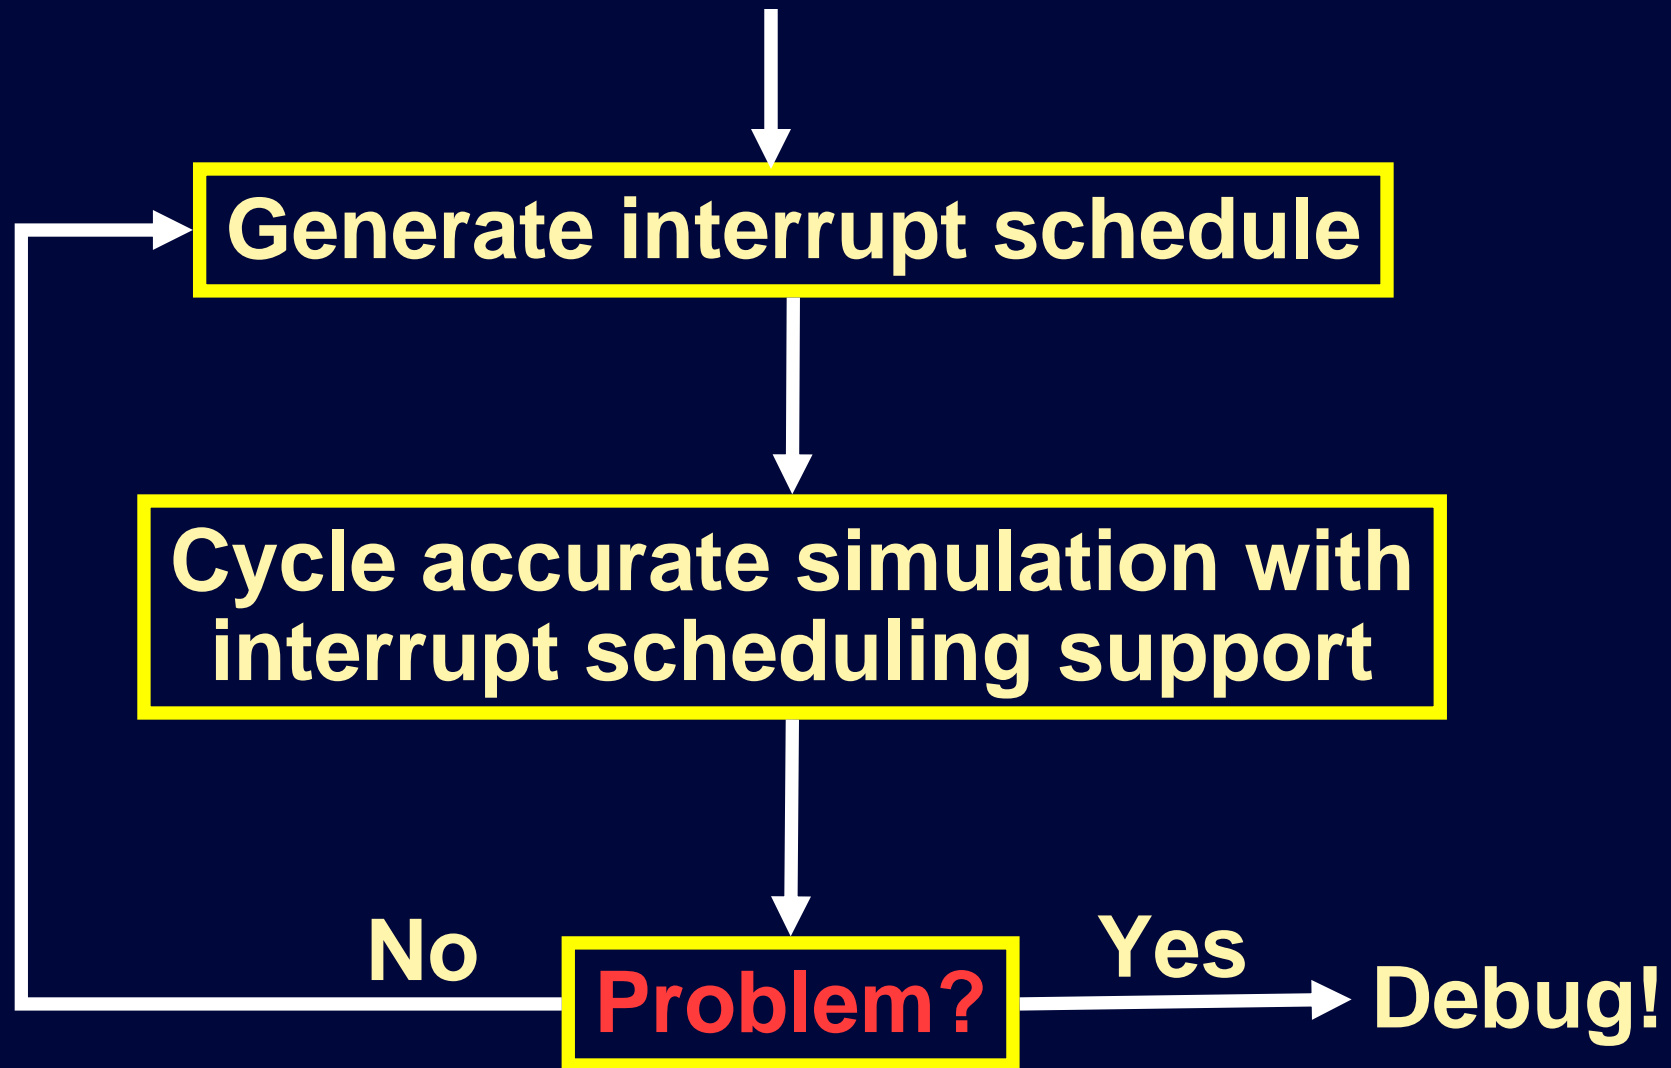 Generate interrupt schedule
Cycle accurate simulation with
interrupt scheduling support
No
Yes
Problem?
Debug!